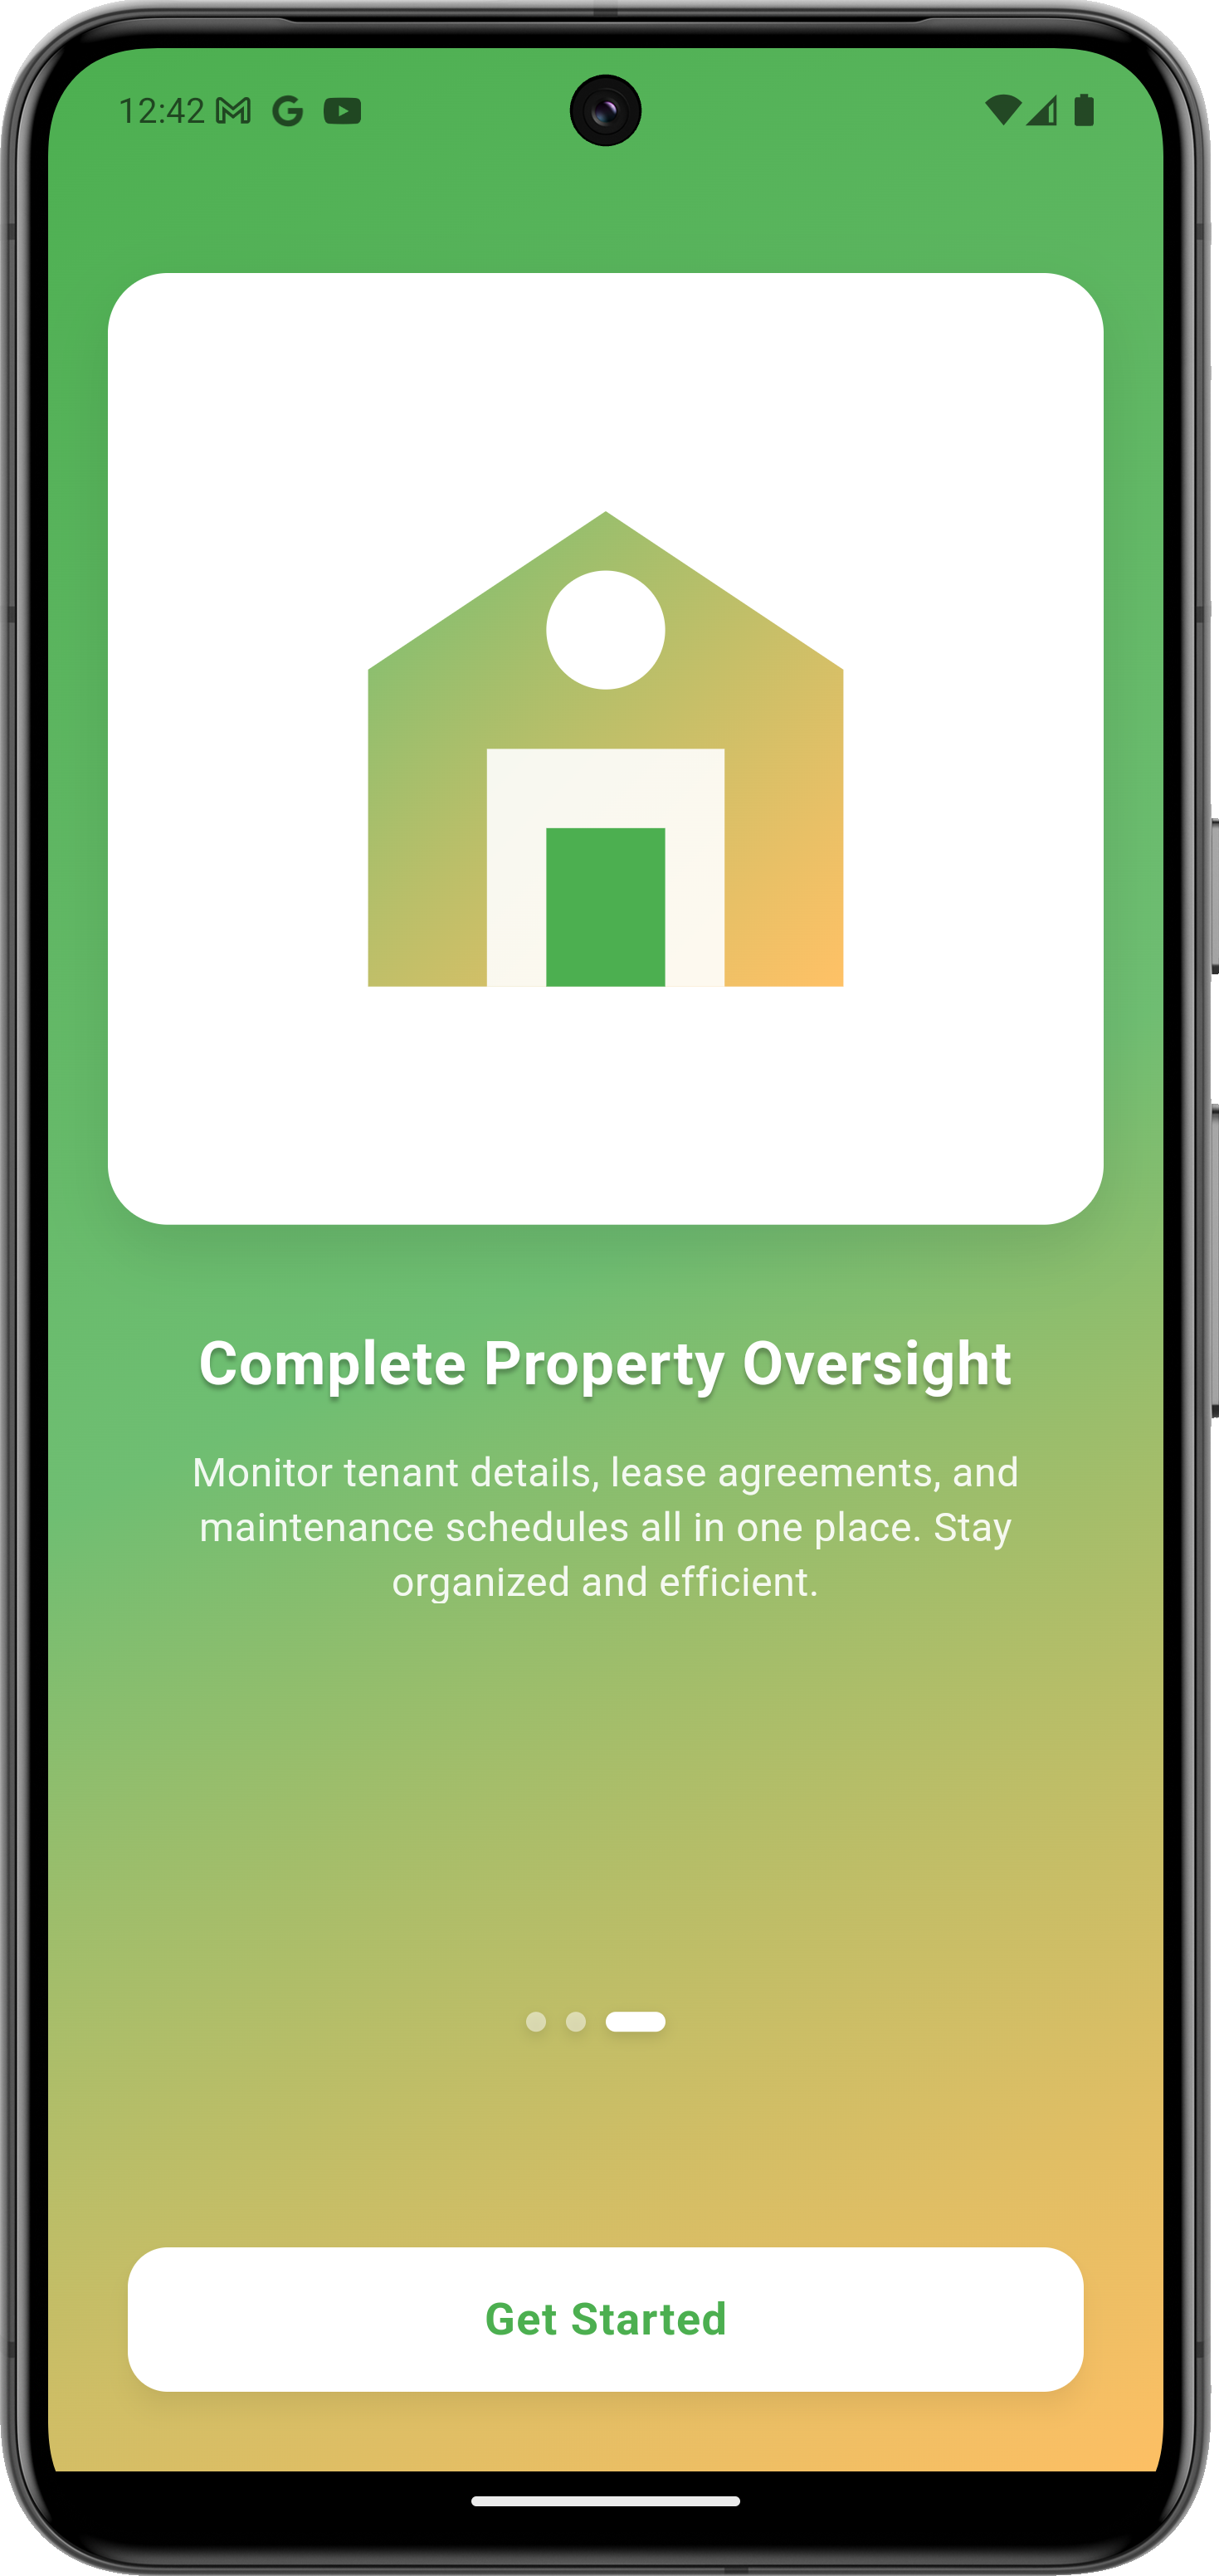 12:42
Complete Property Oversight
Monitor tenant details, lease agreements, and
maintenance schedules all in one place. Stay
organized and efficient.
Get Started